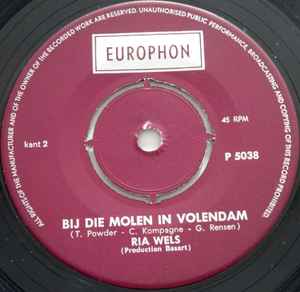 ALL RIGHTS OF THE MANUFACTURER AND OF THE OWNER OF THE RECORDED WORK ARE RESERVED. UNAUTHORISED PUBLIC PERFORMANCE, BROADCASTING AND COPYING OF THIS RECORD PROHIBITED.
EUROPHON
45 RPM
kant 2
P 5038
BIJ DIE MOLEN IN VOLENDAM
(T. Powder - C. Kompagne - G. Rensen)
RIA WELS
(Production Basart)